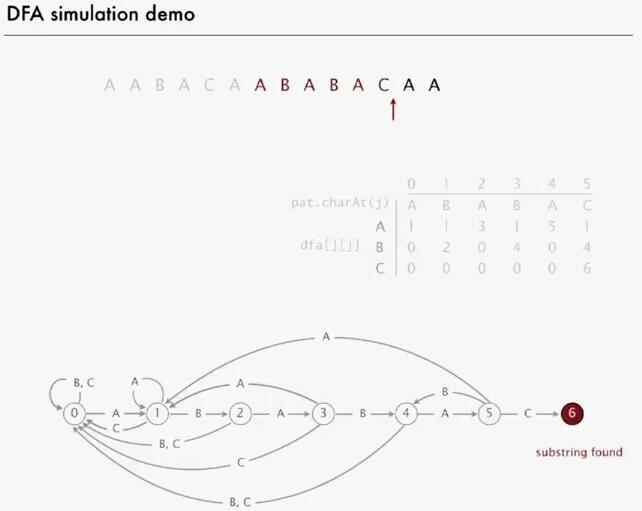 DFA simulation demo
A A B A C A A B A B A C A A
0 1 2 3 4 5
pat.charAt(j) A B A B A C
A 1 1 3 1 5 1
dfa[][j] B 0 2 0 4 0 4
C 0 0 0 0 0 6
A
B, C A A B
0 A 1 B 2 A 3 B 4 A 5 C 6
C
B, C
substring found
C
B, C